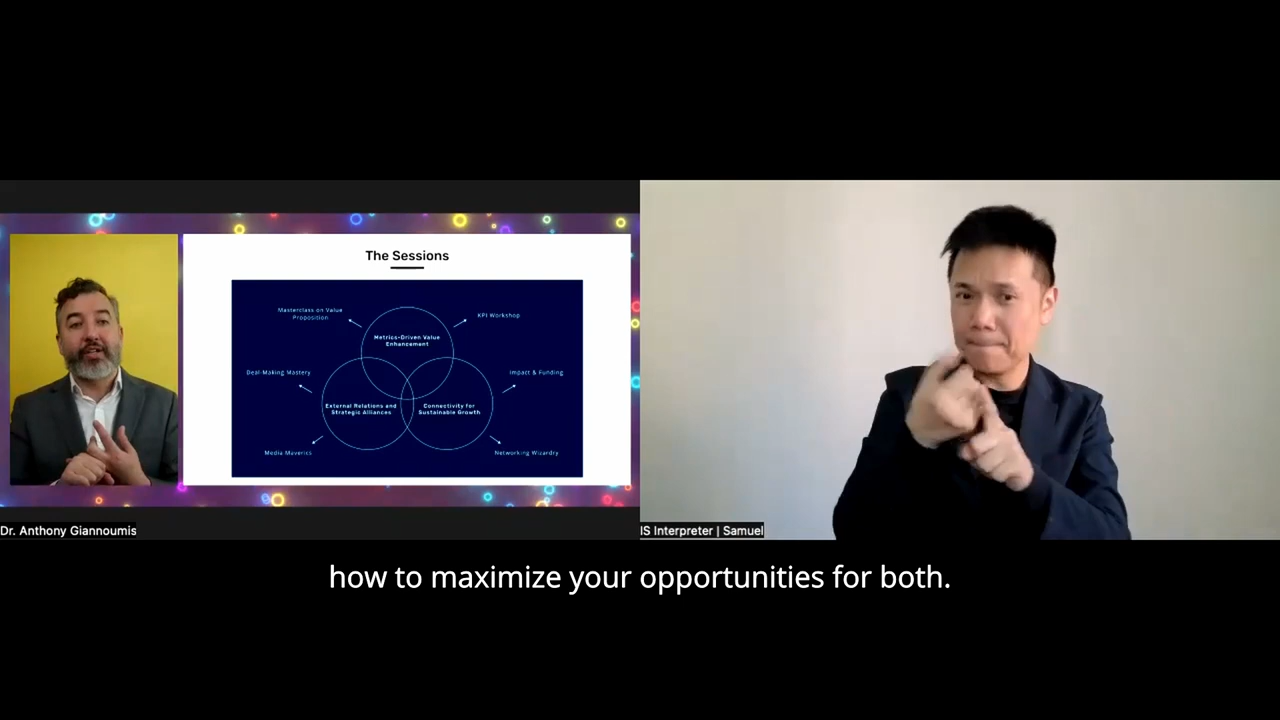 The Sessions
Masterclass on Value
Proposition
KPI Workshop
Metrics-Driven Value
Enhancement
Deal-Making Mastery
Impact & Funding
External Relations and
Strategic Alliances
Connectivity for
Sustainable Growth
Media Maverics
Networking Wizardry
Dr. Anthony Giannoumis
IS Interpreter | Samuel
how to maximize your opportunities for both.